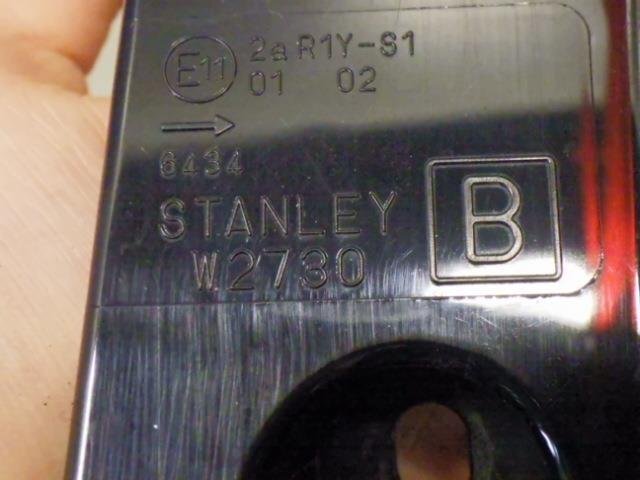 E11 2a R1Y-S1
01 02
6434
STANLEY
W2730
B